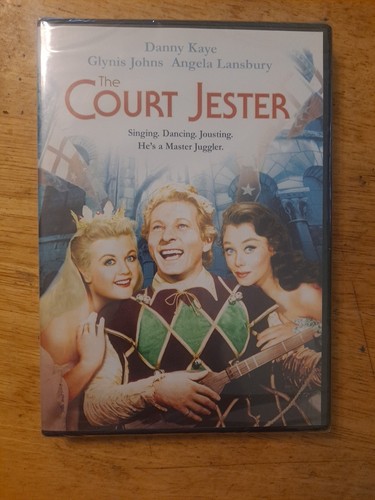 Danny Kaye
Glynis Johns Angela Lansbury
The
COURT JESTER
Singing. Dancing. Jousting.
He's a Master Juggler.